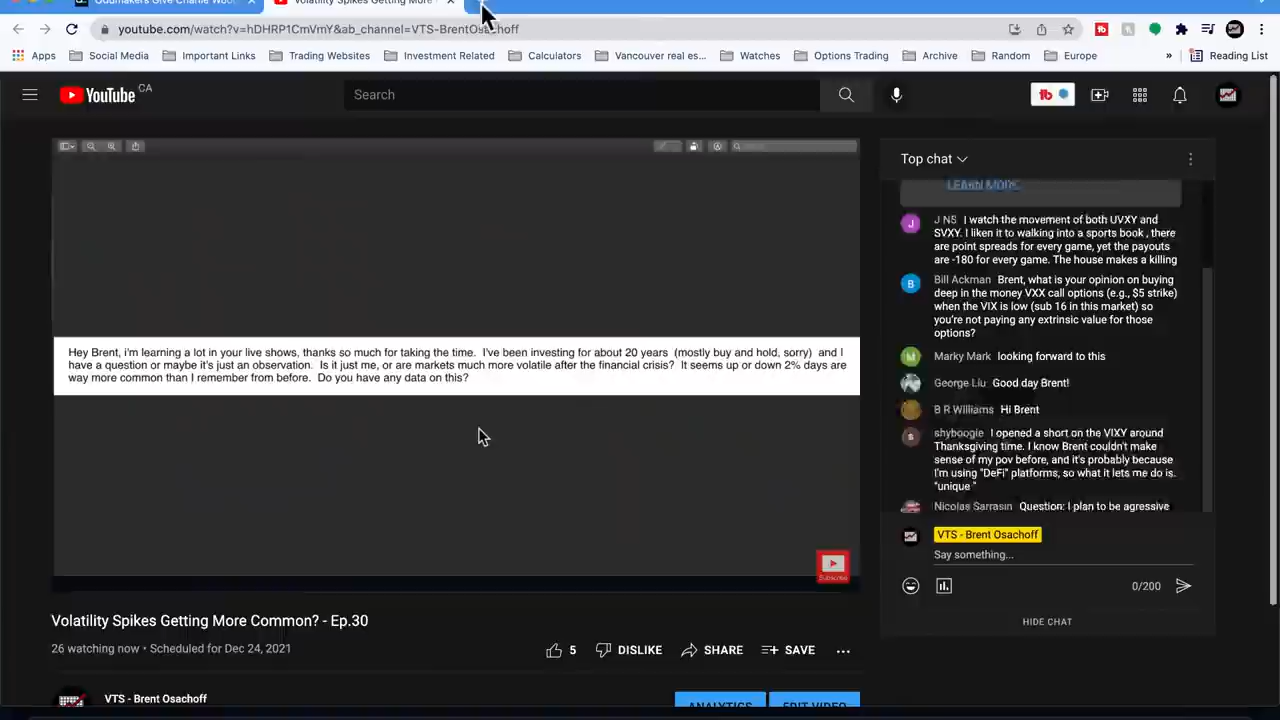 Volatility Spikes Getting More
youtube.com/watch?v=hDHRP1CmVmY&ab_channel=VTS-BrentOsachoff
Apps
Social Media
Important Links
Trading Websites
Investment Related
Calculators
Vancouver real es...
Watches
Options Trading
Archive
Random
Europe
»
Reading List
YouTube CA
Search
Top chat
LEARN MORE
J NS I watch the movement of both UVXY and
SVXY. I liken it to walking into a sports book , there
are point spreads for every game, yet the payouts
are -180 for every game. The house makes a killing
Bill Ackman Brent, what is your opinion on buying
deep in the money VXX call options (e.g., $5 strike)
when the VIX is low (sub 16 in this market) so
you're not paying any extrinsic value for those
options?
Marky Mark looking forward to this
George Liu Good day Brent!
B R Williams Hi Brent
shyboogie I opened a short on the VIXY around
Thanksgiving time. I know Brent couldn't make
sense of my pov before, and it's probably because
I'm using "DeFi" platforms, so what it lets me do is.
"unique "
Nicolas Sarrasin Question: I plan to be agressive
VTS - Brent Osachoff
Say something...
0/200
HIDE CHAT
Hey Brent, i'm learning a lot in your live shows, thanks so much for taking the time. I've been investing for about 20 years (mostly buy and hold, sorry) and I
have a question or maybe it's just an observation. Is it just me, or are markets much more volatile after the financial crisis? It seems up or down 2% days are
way more common than I remember from before. Do you have any data on this?
Subscribe
Volatility Spikes Getting More Common? - Ep.30
26 watching now • Scheduled for Dec 24, 2021
5
DISLIKE
SHARE
SAVE
VTS - Brent Osachoff
ANALYTICS
EDIT VIDEO